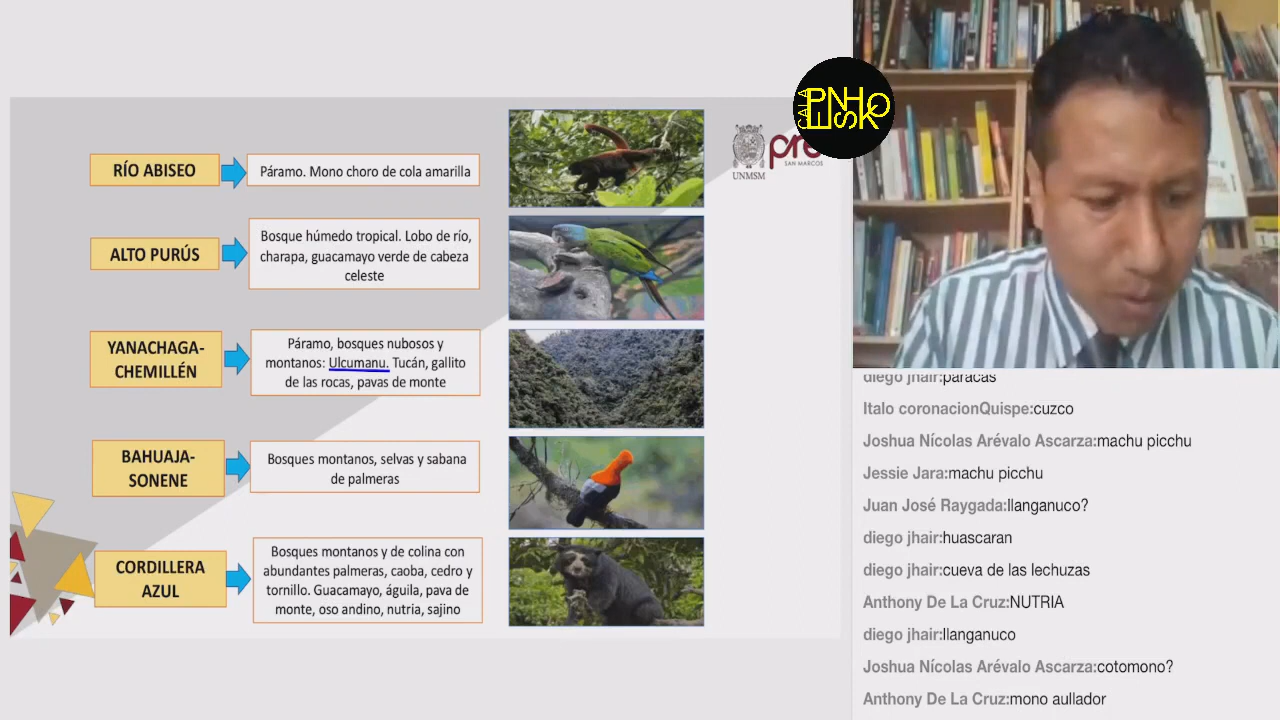 RÍO ABISEO
Páramo. Mono choro de cola amarilla
ALTO PURÚS
Bosque húmedo tropical. Lobo de río,
charapa, guacamayo verde de cabeza
celeste
YANACHAGA-
CHEMILLÉN
Páramo, bosques nubosos y
montanos: Ulcumanu. Tucán, gallito
de las rocas, pavas de monte
BAHUAJA-
SONENE
Bosques montanos, selvas y sabana
de palmeras
CORDILLERA
AZUL
Bosques montanos y de colina con
abundantes palmeras, caoba, cedro y
tornillo. Guacamayo, águila, pava de
monte, oso andino, nutria, sajino
UNMSM
pre
SAN MARCOS
diego jhair:paracas
Italo coronacionQuispe:cuzco
Joshua Nícolas Arévalo Ascarza:machu picchu
Jessie Jara:machu picchu
Juan José Raygada:llanganuco?
diego jhair:huascaran
diego jhair:cueva de las lechuzas
Anthony De La Cruz:NUTRIA
diego jhair:llanganuco
Joshua Nícolas Arévalo Ascarza:cotomono?
Anthony De La Cruz:mono aullador